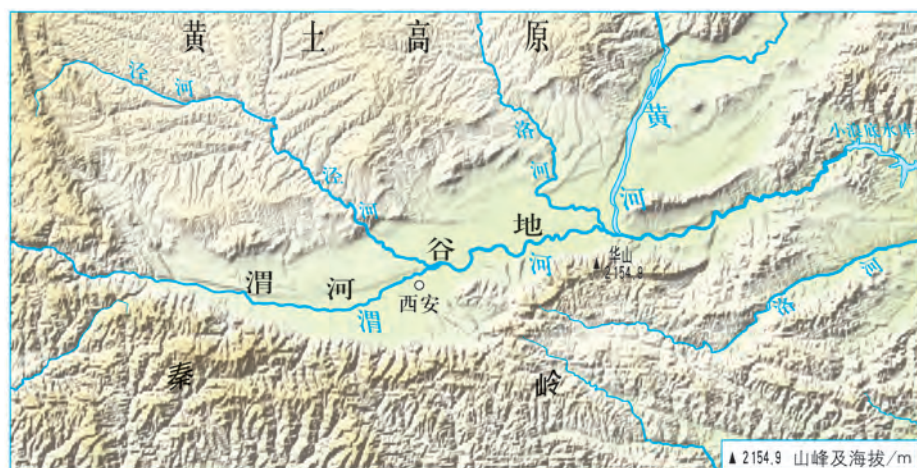 黄土高原
泾河
泾河
洛河
黄河
小浪底水库
渭河谷地
渭河
西安
华山
2154.9
洛河
秦岭
▲ 2154.9 山峰及海拔/m